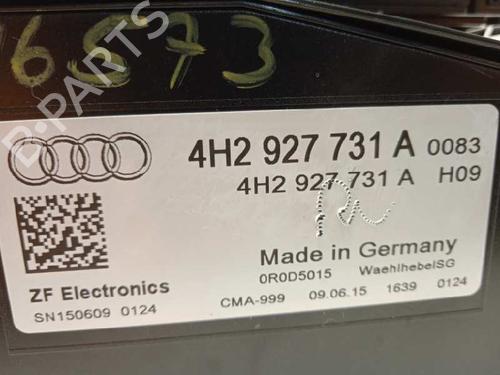 6573
B-PARTS
4H2 927 731 A 0083
4H2 927 731 A H09
Made in Germany
0R0D5015 WaehlhebelSG
ZF Electronics
CMA-999 09.06.15 1639 0124
SN150609 0124